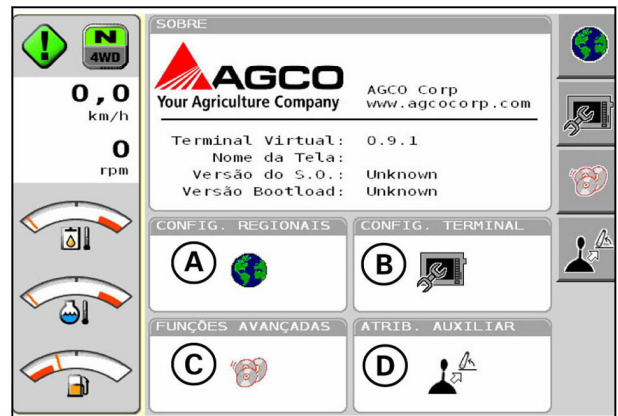 N
4WD
0,0
km/h
0
rpm
SOBRE
AGCO
Your Agriculture Company
AGCO Corp
www.agcocorp.com
Terminal Virtual: 0.9.1
Nome da Tela:
Versão do S.O.: Unknown
Versão Bootload: Unknown
CONFIG. REGIONAIS
A
CONFIG. TERMINAL
B
FUNÇÕES AVANÇADAS
C
ATRIB. AUXILIAR
D